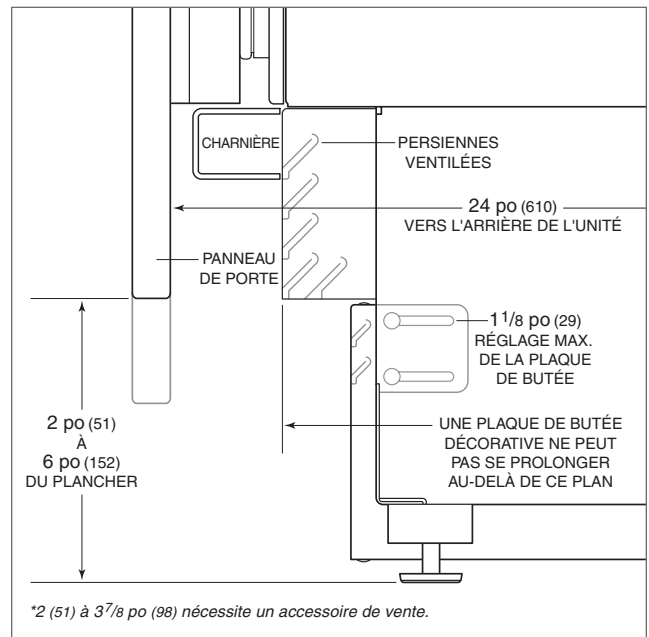 CHARNIÈRE
PERSIENNES
VENTILÉES
24 po (610)
VERS L'ARRIÈRE DE L'UNITÉ
PANNEAU
DE PORTE
1 1/8 po (29)
RÉGLAGE MAX.
DE LA PLAQUE
DE BUTÉE
2 po (51)
À
6 po (152)
DU PLANCHER
UNE PLAQUE DE BUTÉE
DÉCORATIVE NE PEUT
PAS SE PROLONGER
AU-DELÀ DE CE PLAN
*2 (51) à 3 7/8 po (98) nécessite un accessoire de vente.